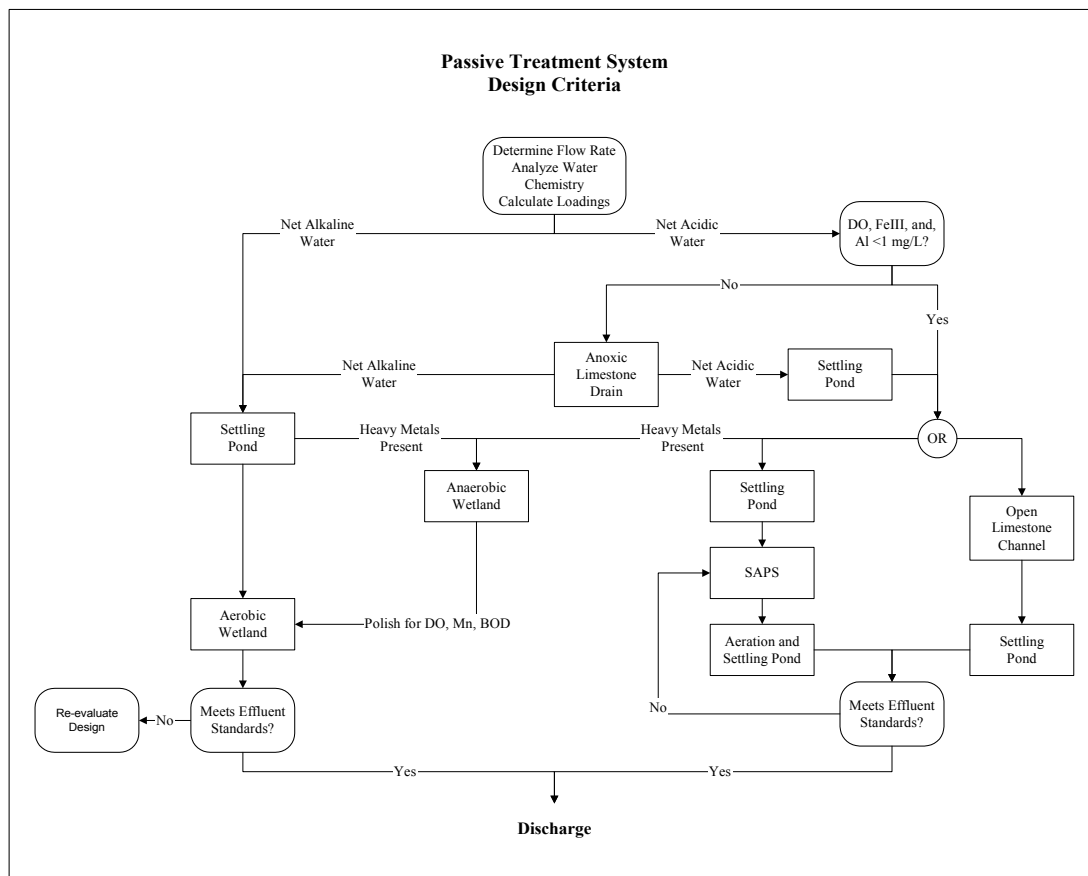 Passive Treatment System
Design Criteria
Determine Flow Rate
Analyze Water
Chemistry
Calculate Loadings
Net Alkaline
Water
Net Acidic
Water
DO, FeIII, and,
Al <1 mg/L?
No
Yes
Net Alkaline
Water
Anoxic
Limestone
Drain
Net Acidic
Water
Settling
Pond
Settling
Pond
Heavy Metals
Present
Heavy Metals
Present
OR
Anaerobic
Wetland
Settling
Pond
Open
Limestone
Channel
SAPS
Aerobic
Wetland
Polish for DO, Mn, BOD
Aeration and
Settling Pond
Settling
Pond
Re-evaluate
Design
No
Meets Effluent
Standards?
No
Meets Effluent
Standards?
Yes
Yes
Discharge